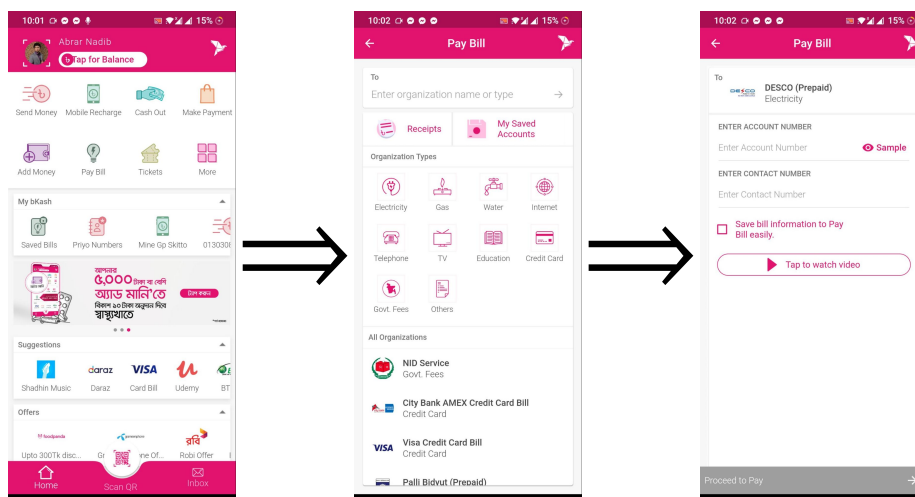 10:01
15%
Abrar Nadib
Tap for Balance
Send Money
Mobile Recharge
Cash Out
Make Payment
Add Money
Pay Bill
Tickets
More
My bKash
Saved Bills
Priyo Numbers
Mine Gp Skitto
আপনার
৫,০০০ টাকা বা বেশি
অ্যাড মানি'তে
বিকাশ ১০ টাকা অনুদান দিবে
স্বাস্থ্যখাতে
Suggestions
Shadhin Music
daraz
Daraz
VISA
Card Bill
Udemy
BT
Offers
foodpanda
Upto 300Tk disc...
grameenphone
রবি
Robi Offer
Home
Scan QR
Inbox
10:02
15%
Pay Bill
To
Enter organization name or type
Receipts
My Saved
Accounts
Organization Types
Electricity
Gas
Water
Internet
Telephone
TV
Education
Credit Card
Govt. Fees
Others
All Organizations
NID Service
Govt. Fees
City Bank AMEX Credit Card Bill
Credit Card
VISA
Visa Credit Card Bill
Credit Card
Palli Bidyut (Prepaid)
10:02
15%
Pay Bill
To
DESCO
DESCO (Prepaid)
Electricity
ENTER ACCOUNT NUMBER
Enter Account Number
Sample
ENTER CONTACT NUMBER
Enter Contact Number
Save bill information to Pay
Bill easily.
Tap to watch video
Proceed to Pay